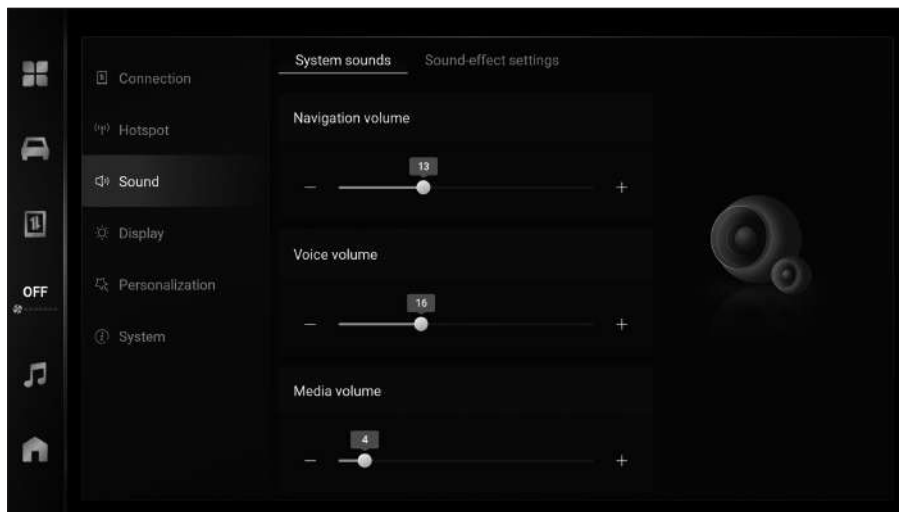 System sounds
Sound-effect settings
Connection
Hotspot
Sound
Display
Personalization
System
OFF
Navigation volume
13
− +
Voice volume
16
− +
Media volume
4
− +